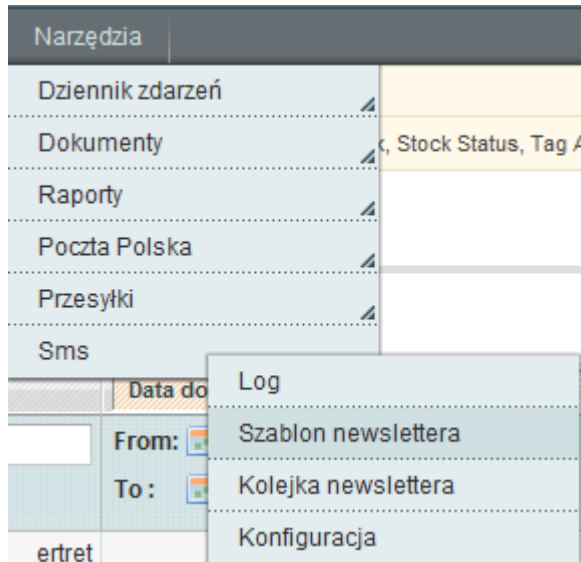 Narzędzia
Dziennik zdarzeń
Dokumenty
, Stock Status, Tag
Raporty
Poczta Polska
Przesyłki
Sms
Log
Data do
From:
Szablon newslettera
To :
Kolejka newslettera
Konfiguracja
ertret